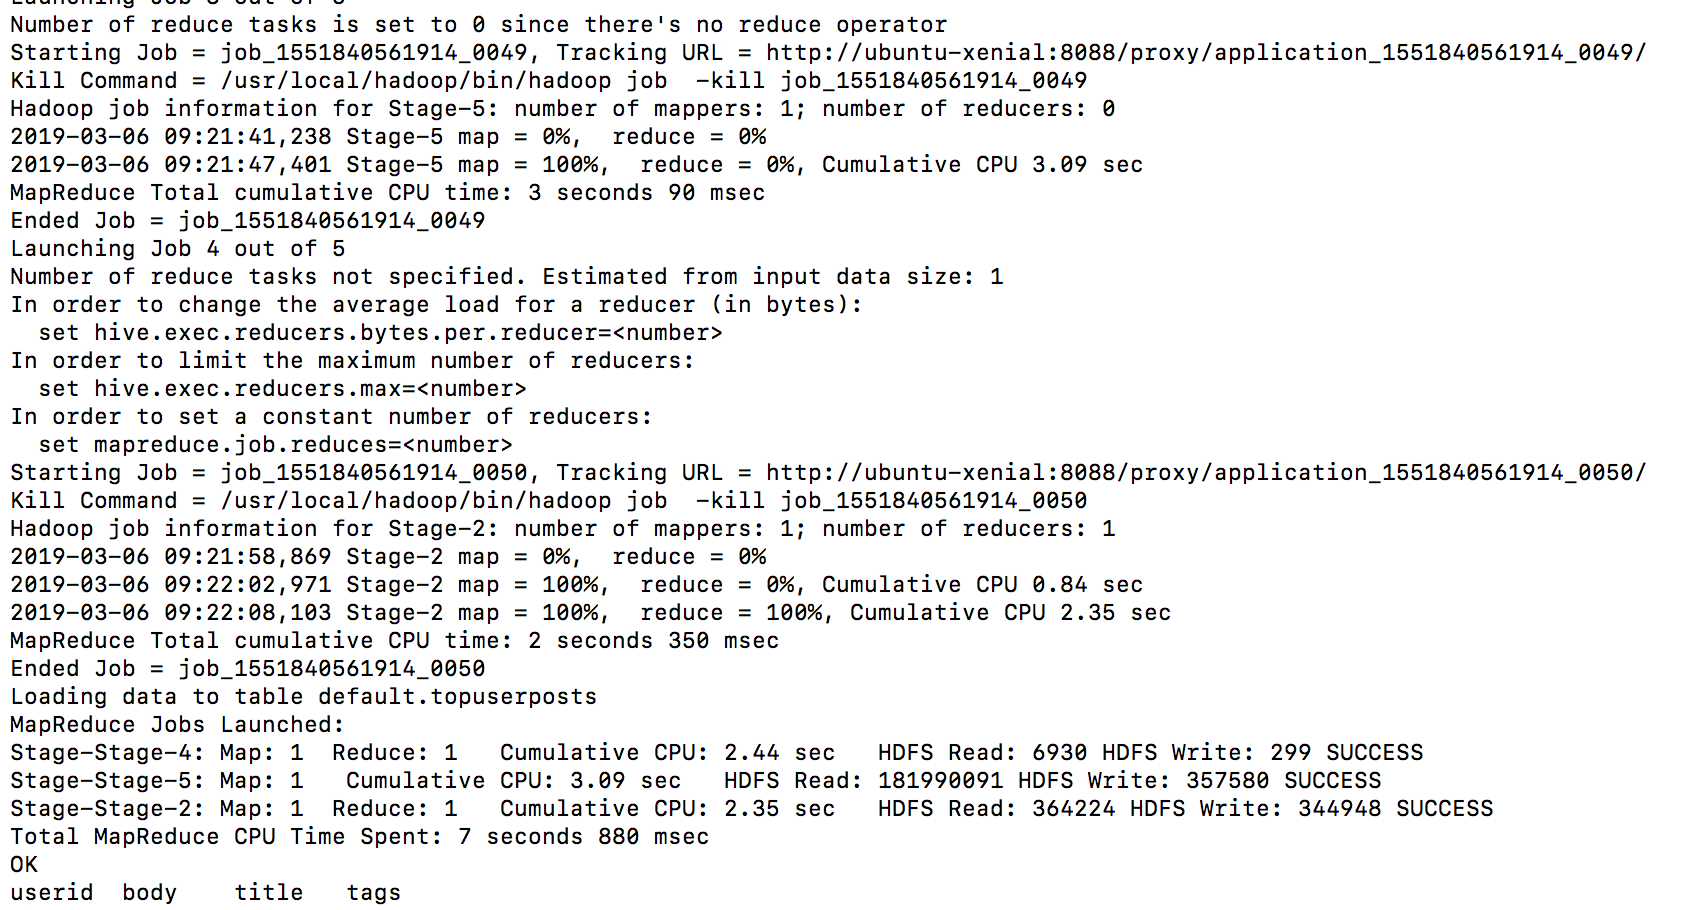 Launching Job 3 out of 5
Number of reduce tasks is set to 0 since there's no reduce operator
Starting Job = job_1551840561914_0049, Tracking URL = http://ubuntu-xenial:8088/proxy/application_1551840561914_0049/
Kill Command = /usr/local/hadoop/bin/hadoop job  -kill job_1551840561914_0049
Hadoop job information for Stage-5: number of mappers: 1; number of reducers: 0
2019-03-06 09:21:41,238 Stage-5 map = 0%,  reduce = 0%
2019-03-06 09:21:47,401 Stage-5 map = 100%,  reduce = 0%, Cumulative CPU 3.09 sec
MapReduce Total cumulative CPU time: 3 seconds 90 msec
Ended Job = job_1551840561914_0049
Launching Job 4 out of 5
Number of reduce tasks not specified. Estimated from input data size: 1
In order to change the average load for a reducer (in bytes):
  set hive.exec.reducers.bytes.per.reducer=<number>
In order to limit the maximum number of reducers:
  set hive.exec.reducers.max=<number>
In order to set a constant number of reducers:
  set mapreduce.job.reduces=<number>
Starting Job = job_1551840561914_0050, Tracking URL = http://ubuntu-xenial:8088/proxy/application_1551840561914_0050/
Kill Command = /usr/local/hadoop/bin/hadoop job  -kill job_1551840561914_0050
Hadoop job information for Stage-2: number of mappers: 1; number of reducers: 1
2019-03-06 09:21:58,869 Stage-2 map = 0%,  reduce = 0%
2019-03-06 09:22:02,971 Stage-2 map = 100%,  reduce = 0%, Cumulative CPU 0.84 sec
2019-03-06 09:22:08,103 Stage-2 map = 100%,  reduce = 100%, Cumulative CPU 2.35 sec
MapReduce Total cumulative CPU time: 2 seconds 350 msec
Ended Job = job_1551840561914_0050
Loading data to table default.topuserposts
MapReduce Jobs Launched:
Stage-Stage-4: Map: 1  Reduce: 1   Cumulative CPU: 2.44 sec   HDFS Read: 6930 HDFS Write: 299 SUCCESS
Stage-Stage-5: Map: 1   Cumulative CPU: 3.09 sec   HDFS Read: 181990091 HDFS Write: 357580 SUCCESS
Stage-Stage-2: Map: 1  Reduce: 1   Cumulative CPU: 2.35 sec   HDFS Read: 364224 HDFS Write: 344948 SUCCESS
Total MapReduce CPU Time Spent: 7 seconds 880 msec
OK
userid  body    title   tags